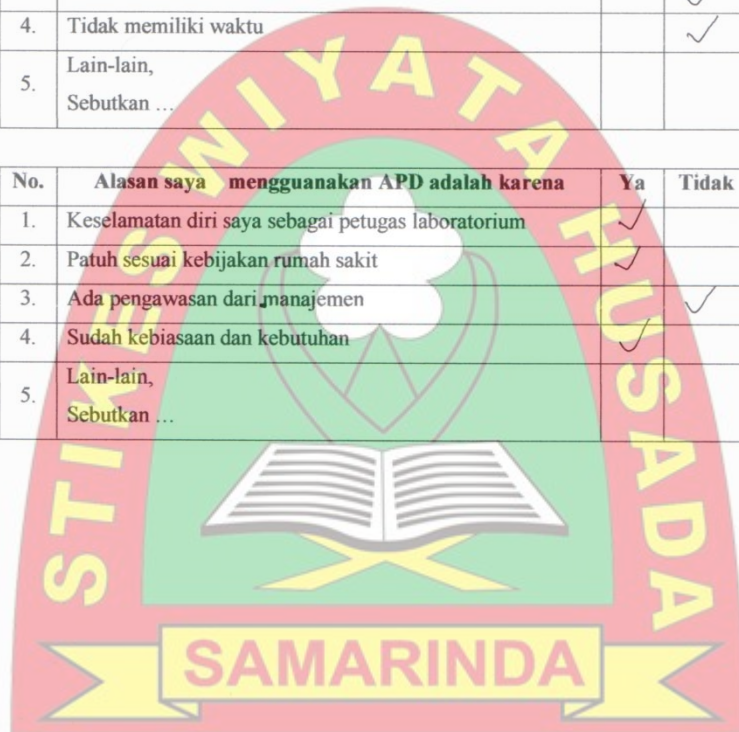 4. Tidak memiliki waktu ✓
5. Lain-lain,
Sebutkan …
No. Alasan saya mengguanakan APD adalah karena Ya Tidak
1. Keselamatan diri saya sebagai petugas laboratorium ✓
2. Patuh sesuai kebijakan rumah sakit ✓
3. Ada pengawasan dari manajemen ✓
4. Sudah kebiasaan dan kebutuhan ✓
5. Lain-lain,
Sebutkan …
STIKES WIYATA HUSADA
SAMARINDA